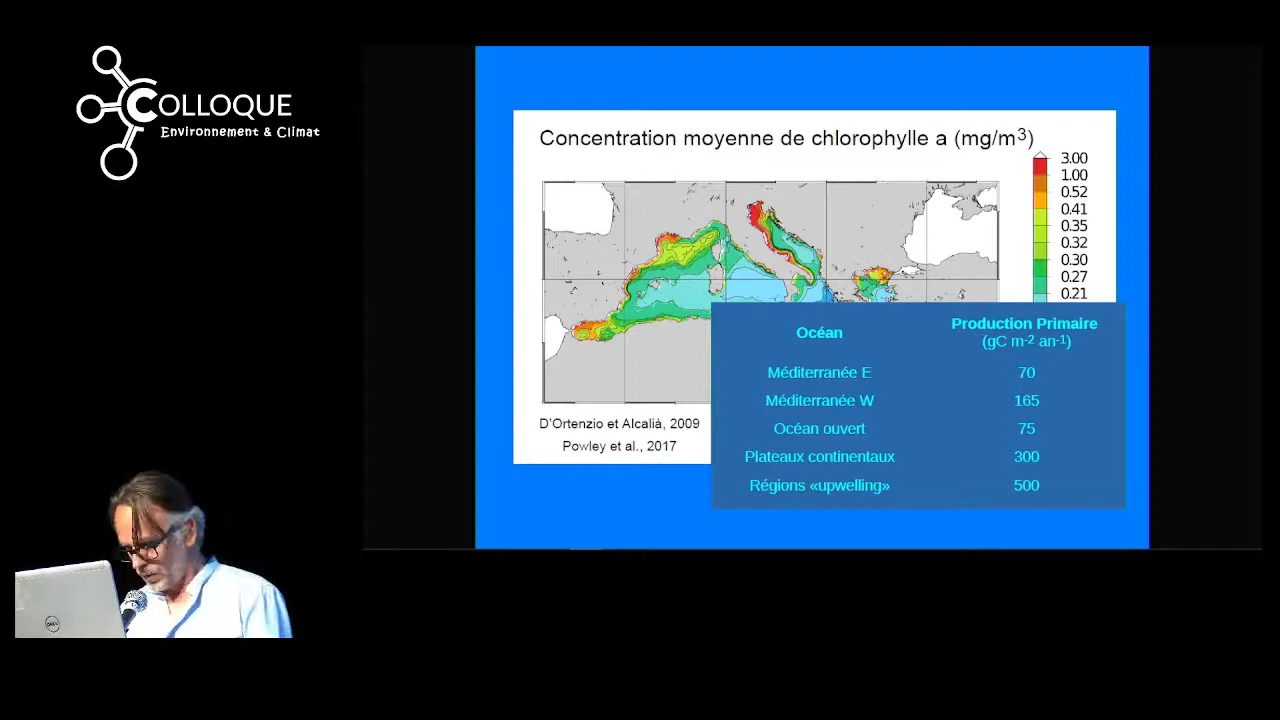 COLLOQUE
Environnement & Climat
Concentration moyenne de chlorophylle a (mg/m3)
3.00
1.00
0.52
0.41
0.35
0.32
0.30
0.27
0.21
D'Ortenzio et Alcalià, 2009
Powley et al., 2017
Océan Production Primaire
(gC m-2 an-1)
Méditerranée E 70
Méditerranée W 165
Océan ouvert 75
Plateaux continentaux 300
Régions «upwelling» 500
DELL